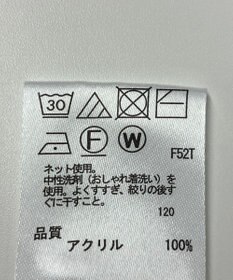 30
F W F52T
ネット使用。
中性洗剤（おしゃれ着洗い）を
使用。よくすすぎ、絞りの後す
ぐに干すこと。
120
品質
アクリル 100%